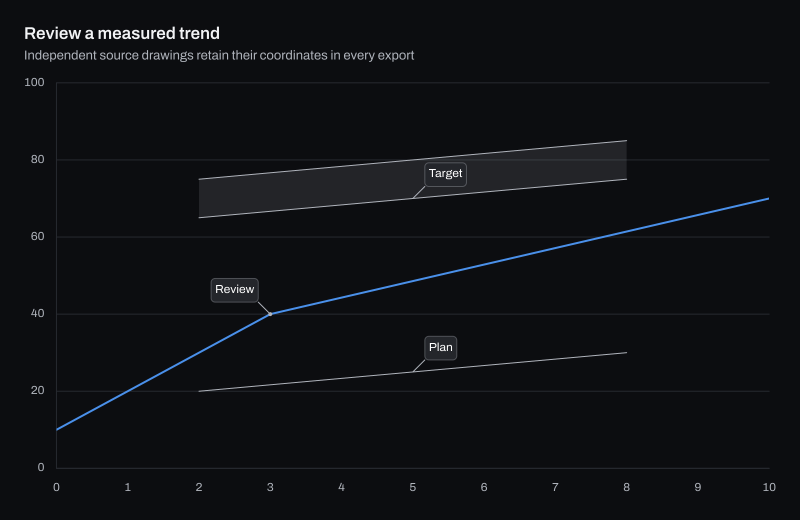 Review a measured trend
Independent source drawings retain their coordinates in every export
100
80
Target
60
Review
40
Plan
20
0
0 1 2 3 4 5 6 7 8 9 10